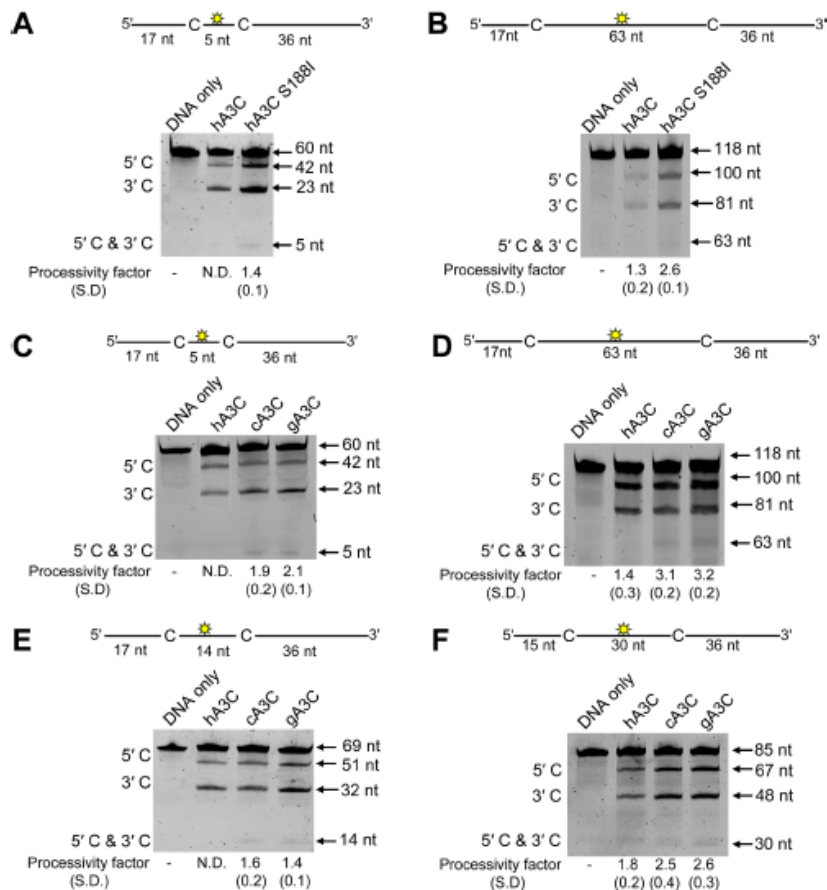 A
5' C C 3'
17 nt 5 nt 36 nt
DNA only hA3C hA3C S188I
60 nt
5' C 42 nt
3' C 23 nt
5' C & 3' C 5 nt
Processivity factor - N.D. 1.4
(S.D) (0.1)
B
5' C C 3'
17nt 63 nt 36 nt
DNA only hA3C hA3C S188I
118 nt
5' C 100 nt
3' C 81 nt
5' C & 3' C 63 nt
Processivity factor - 1.3 2.6
(S.D.) (0.2) (0.1)
C
5' C C 3'
17 nt 5 nt 36 nt
DNA only hA3C cA3C gA3C
60 nt
5' C 42 nt
3' C 23 nt
5' C & 3' C 5 nt
Processivity factor - N.D. 1.9 2.1
(S.D) (0.2) (0.1)
D
5' C C 3'
17nt 63 nt 36 nt
DNA only hA3C cA3C gA3C
118 nt
5' C 100 nt
3' C 81 nt
5' C & 3' C 63 nt
Processivity factor - 1.4 3.1 3.2
(S.D.) (0.3) (0.2) (0.2)
E
5' C C 3'
17 nt 14 nt 36 nt
DNA only hA3C cA3C gA3C
69 nt
5' C 51 nt
3' C 32 nt
5' C & 3' C 14 nt
Processivity factor - N.D. 1.6 1.4
(S.D.) (0.2) (0.1)
F
5' C C 3'
15 nt 30 nt 36 nt
DNA only hA3C cA3C gA3C
85 nt
5' C 67 nt
3' C 48 nt
5' C & 3' C 30 nt
Processivity factor - 1.8 2.5 2.6
(S.D) (0.2) (0.4) (0.3)